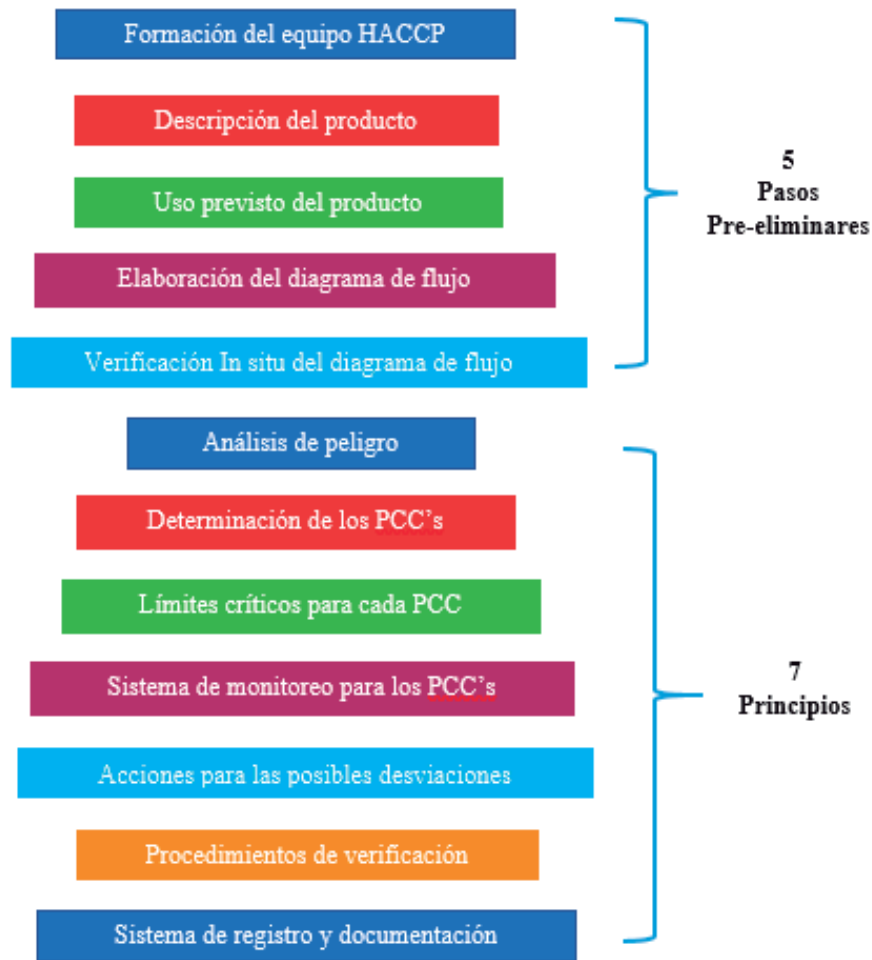 Formación del equipo HACCP
Descripción del producto
Uso previsto del producto
Elaboración del diagrama de flujo
Verificación In situ del diagrama de flujo
5
Pasos
Pre-eliminares
Análisis de peligro
Determinación de los PCC’s
Límites críticos para cada PCC
Sistema de monitoreo para los PCC’s
Acciones para las posibles desviaciones
Procedimientos de verificación
Sistema de registro y documentación
7
Principios